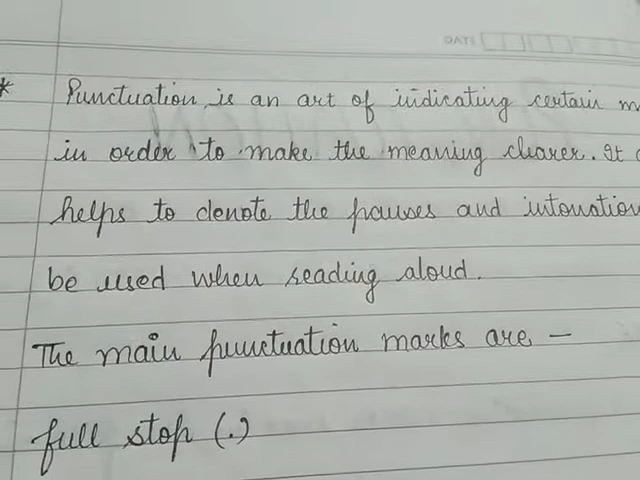 DATE
* Punctuation is an art of indicating certain
in order to make the meaning clearer. It
helps to denote the pauses and intonation
be used when reading aloud.
The main punctuation marks are –
full stop (.)